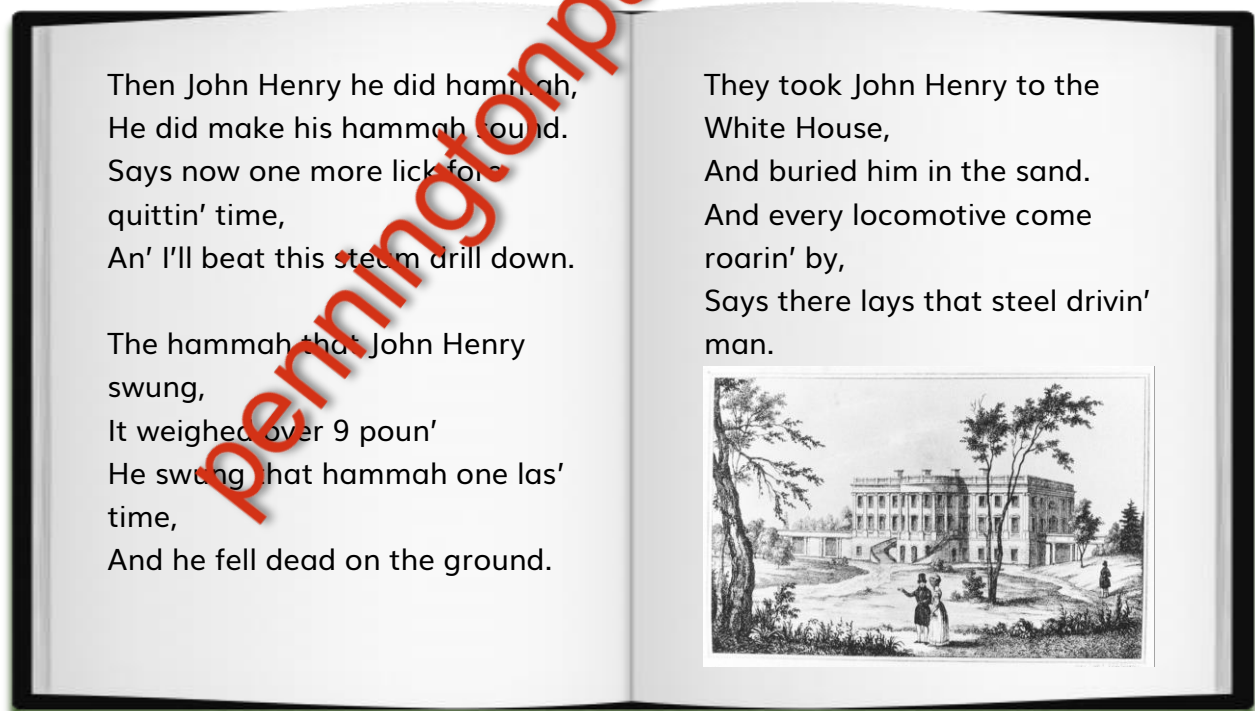 Then John Henry he did hammah,
He did make his hammah sound.
Says now one more lick fore
quittin’ time,
An’ I’ll beat this steam drill down.
The hammah that John Henry
swung,
It weighed over 9 poun’
He swung that hammah one las’
time,
And he fell dead on the ground.
They took John Henry to the
White House,
And buried him in the sand.
And every locomotive come
roarin’ by,
Says there lays that steel drivin’
man.